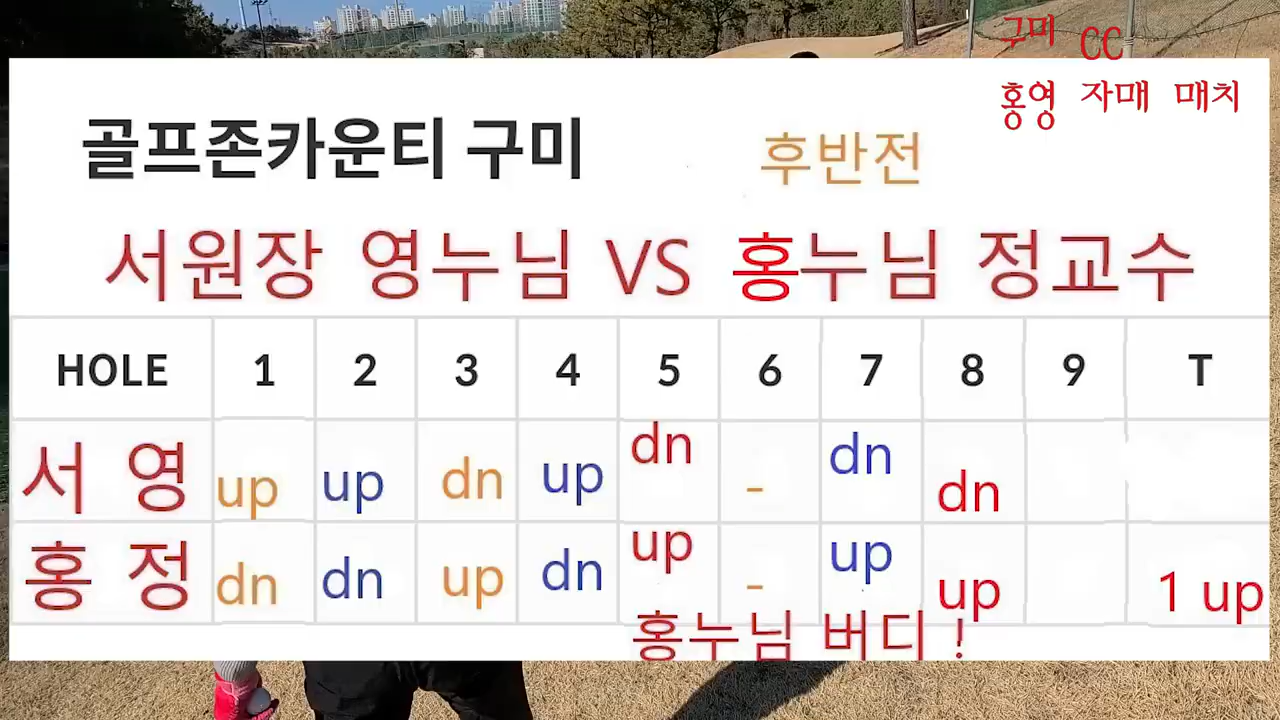 구미 CC
홍영 자매 매치
골프존카운티 구미 후반전
서원장 영누님 VS 홍누님 정교수
HOLE 1 2 3 4 5 6 7 8 9 T
서 영 up up dn up dn - dn dn
홍 정 dn dn up dn up - up up 1 up
홍누님 버디 !